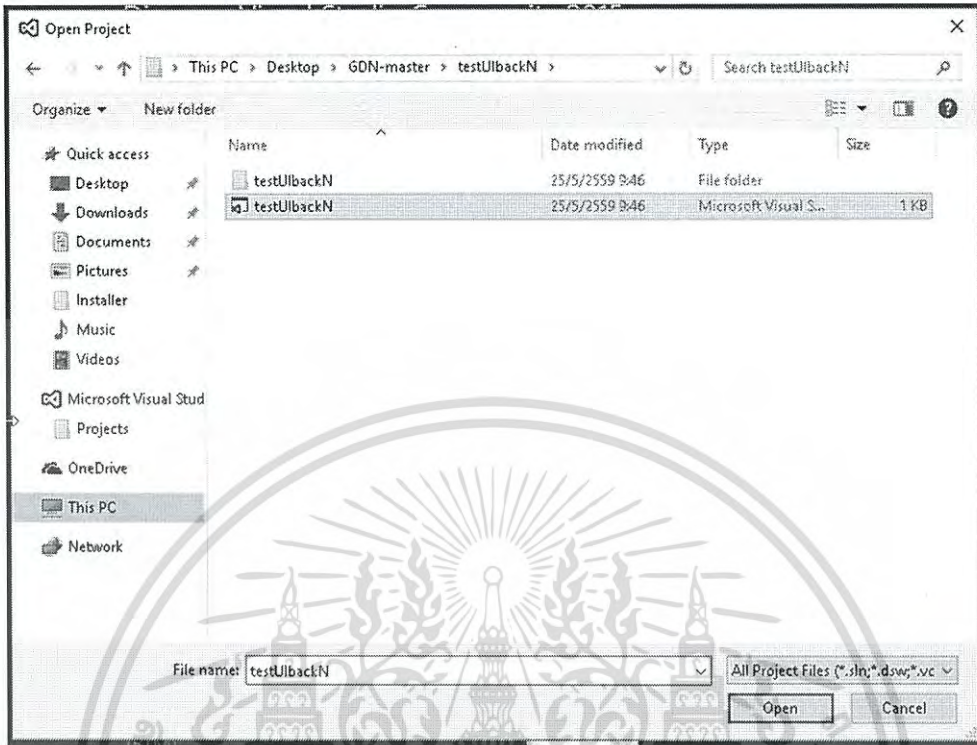 Open Project
This PC > Desktop > GDN-master > testUIbackN >
Search testUIbackN
Organize
New folder
Name
Date modified
Type
Size
Quick access
Desktop
Downloads
Documents
Pictures
Installer
Music
Videos
Microsoft Visual Stud
Projects
OneDrive
This PC
Network
testUIbackN
25/5/2559 9:46
File folder
testUIbackN
25/5/2559 9:46
Microsoft Visual S...
1 KB
File name:
testUIbackN
All Project Files (*.sln;*.dsw;*.vc
Open
Cancel